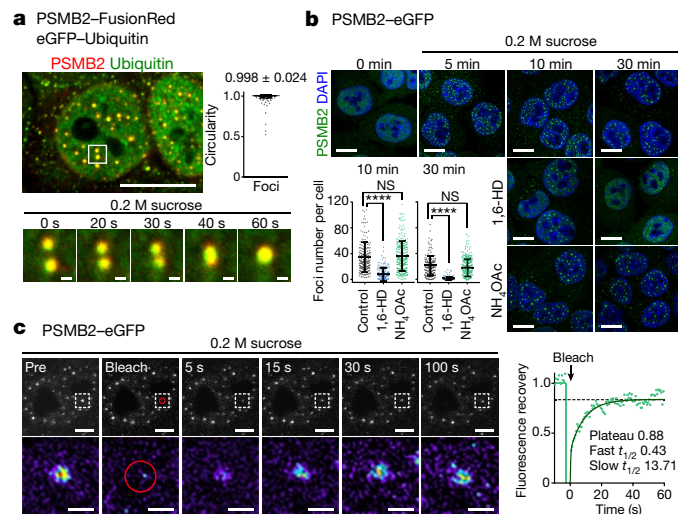 a PSMB2–FusionRed
eGFP–Ubiquitin
PSMB2 Ubiquitin
0.998 ± 0.024
1.0
0.5
0
Circularity
Foci
0.2 M sucrose
0 s 20 s 30 s 40 s 60 s
b PSMB2–eGFP
0.2 M sucrose
0 min 5 min 10 min 30 min
PSMB2 DAPI
1,6-HD
NH₄OAc
10 min 30 min
NS NS
**** ****
120
80
40
0
Foci number per cell
Control 1,6-HD NH₄OAc Control 1,6-HD NH₄OAc
c PSMB2–eGFP
0.2 M sucrose
Pre Bleach 5 s 15 s 30 s 100 s
Bleach
1.0
0.5
0
Fluorescence recovery
Plateau 0.88
Fast t1/2 0.43
Slow t1/2 13.71
0 20 40 60
Time (s)